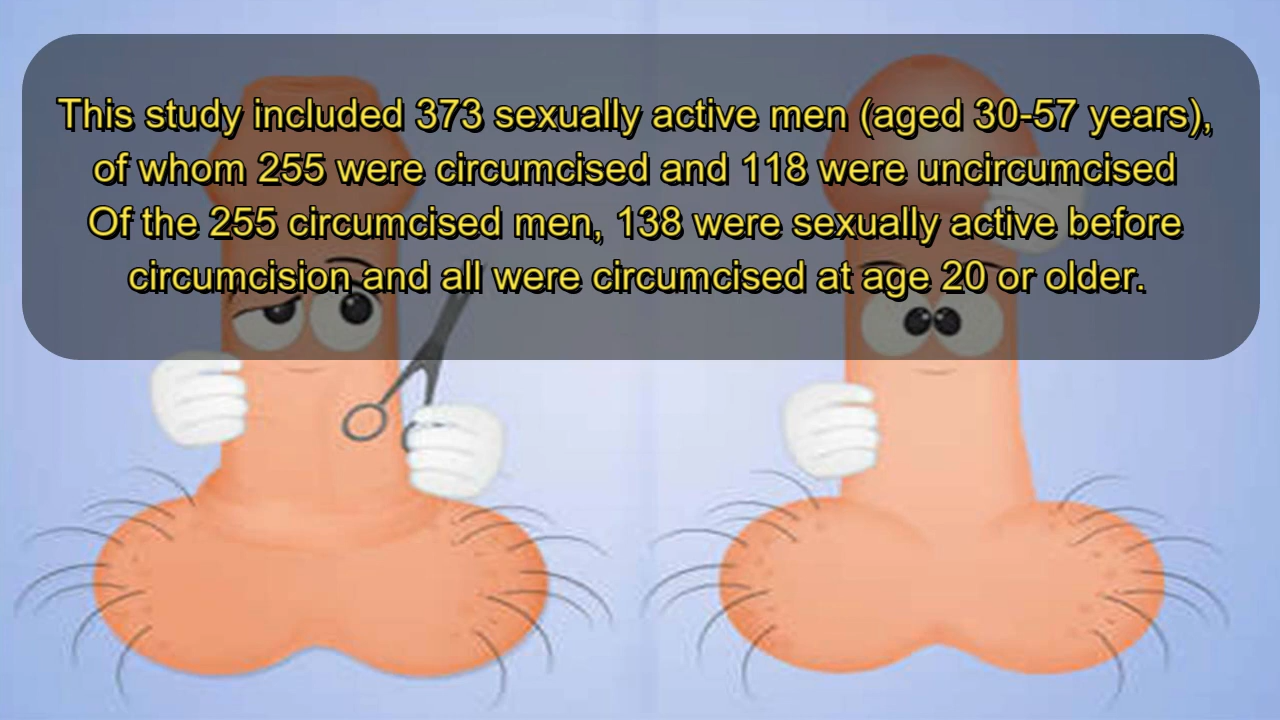 This study included 373 sexually active men (aged 30-57 years),
of whom 255 were circumcised and 118 were uncircumcised
Of the 255 circumcised men, 138 were sexually active before
circumcision and all were circumcised at age 20 or older.